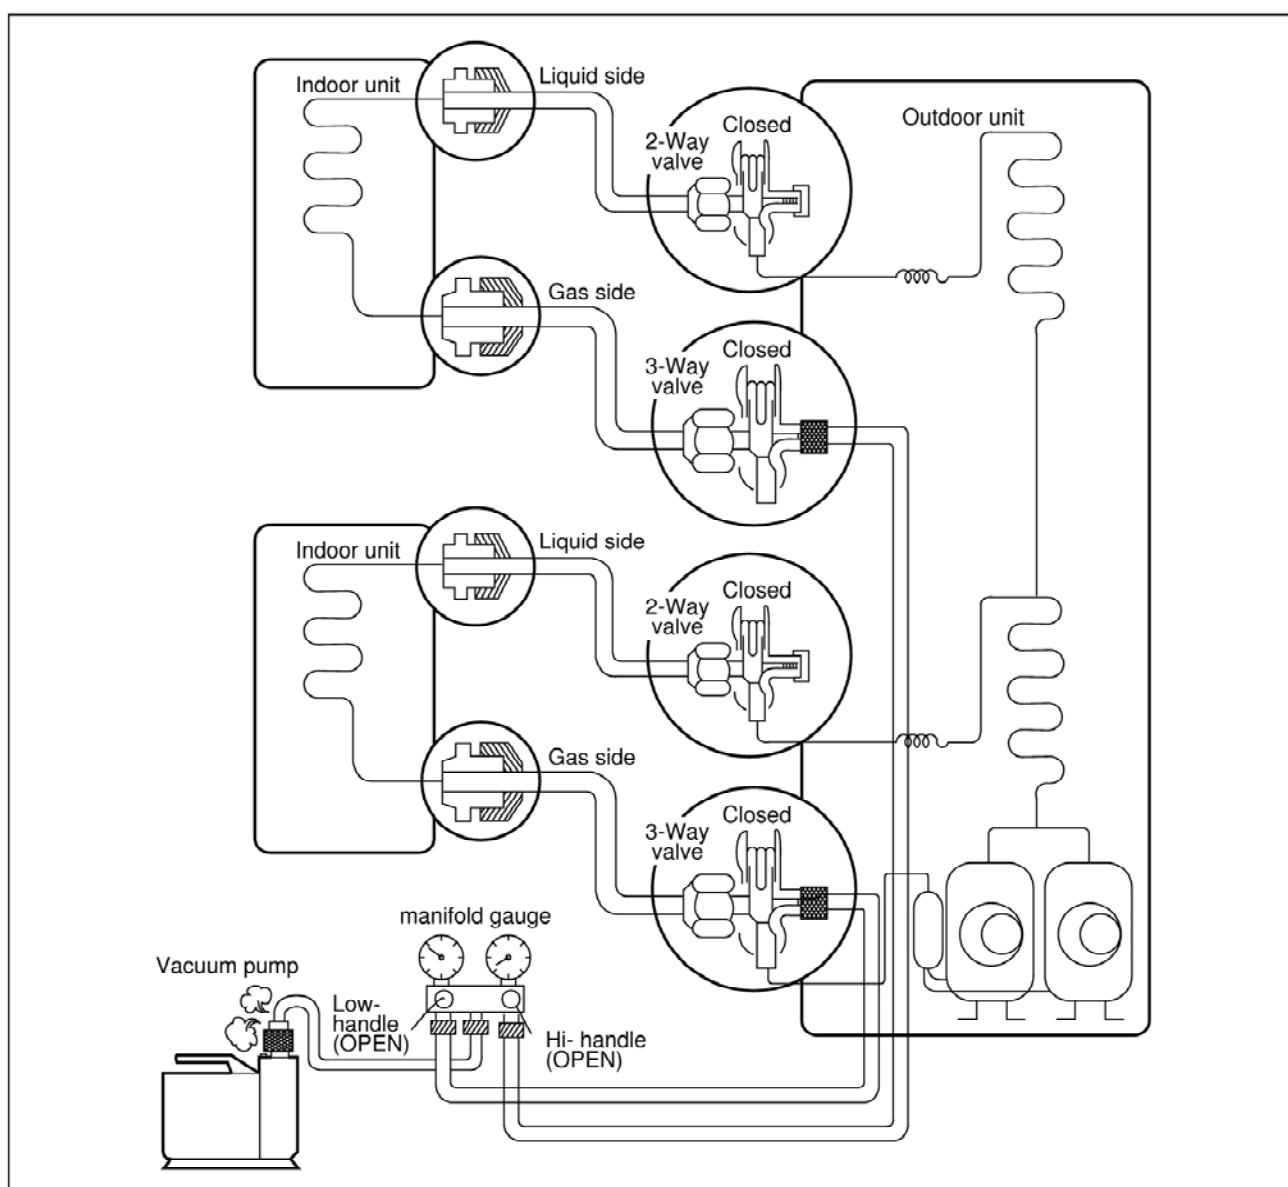 Indoor unit
Liquid side
2-Way
valve
Closed
Outdoor unit
Gas side
3-Way
valve
Closed
Indoor unit
Liquid side
2-Way
valve
Closed
Gas side
3-Way
valve
Closed
manifold gauge
Vacuum pump
Low-
handle
(OPEN)
Hi- handle
(OPEN)